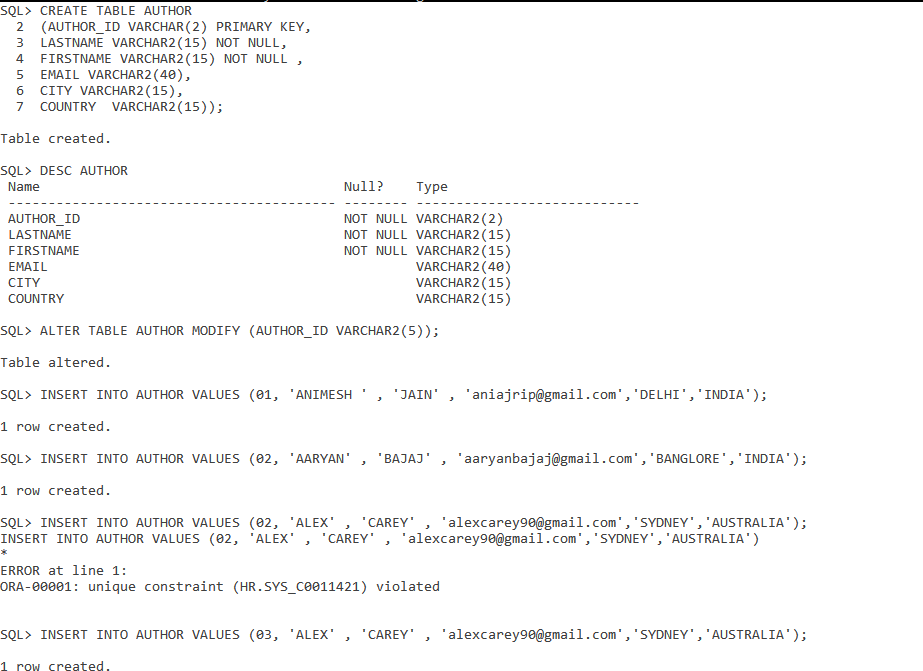 SQL> CREATE TABLE AUTHOR
  2  (AUTHOR_ID VARCHAR(2) PRIMARY KEY,
  3  LASTNAME VARCHAR2(15) NOT NULL,
  4  FIRSTNAME VARCHAR2(15) NOT NULL ,
  5  EMAIL VARCHAR2(40),
  6  CITY VARCHAR2(15),
  7  COUNTRY  VARCHAR2(15));
Table created.
SQL> DESC AUTHOR
 Name                                      Null?    Type
 ----------------------------------------- -------- ----------------------------
 AUTHOR_ID                                 NOT NULL VARCHAR2(2)
 LASTNAME                                  NOT NULL VARCHAR2(15)
 FIRSTNAME                                 NOT NULL VARCHAR2(15)
 EMAIL                                              VARCHAR2(40)
 CITY                                               VARCHAR2(15)
 COUNTRY                                            VARCHAR2(15)
SQL> ALTER TABLE AUTHOR MODIFY (AUTHOR_ID VARCHAR2(5));
Table altered.
SQL> INSERT INTO AUTHOR VALUES (01, 'ANIMESH ' , 'JAIN' , 'aniajrip@gmail.com','DELHI','INDIA');
1 row created.
SQL> INSERT INTO AUTHOR VALUES (02, 'AARYAN' , 'BAJAJ' , 'aaryanbajaj@gmail.com','BANGLORE','INDIA');
1 row created.
SQL> INSERT INTO AUTHOR VALUES (02, 'ALEX' , 'CAREY' , 'alexcarey90@gmail.com','SYDNEY','AUSTRALIA');
INSERT INTO AUTHOR VALUES (02, 'ALEX' , 'CAREY' , 'alexcarey90@gmail.com','SYDNEY','AUSTRALIA')
*
ERROR at line 1:
ORA-00001: unique constraint (HR.SYS_C0011421) violated
SQL> INSERT INTO AUTHOR VALUES (03, 'ALEX' , 'CAREY' , 'alexcarey90@gmail.com','SYDNEY','AUSTRALIA');
1 row created.